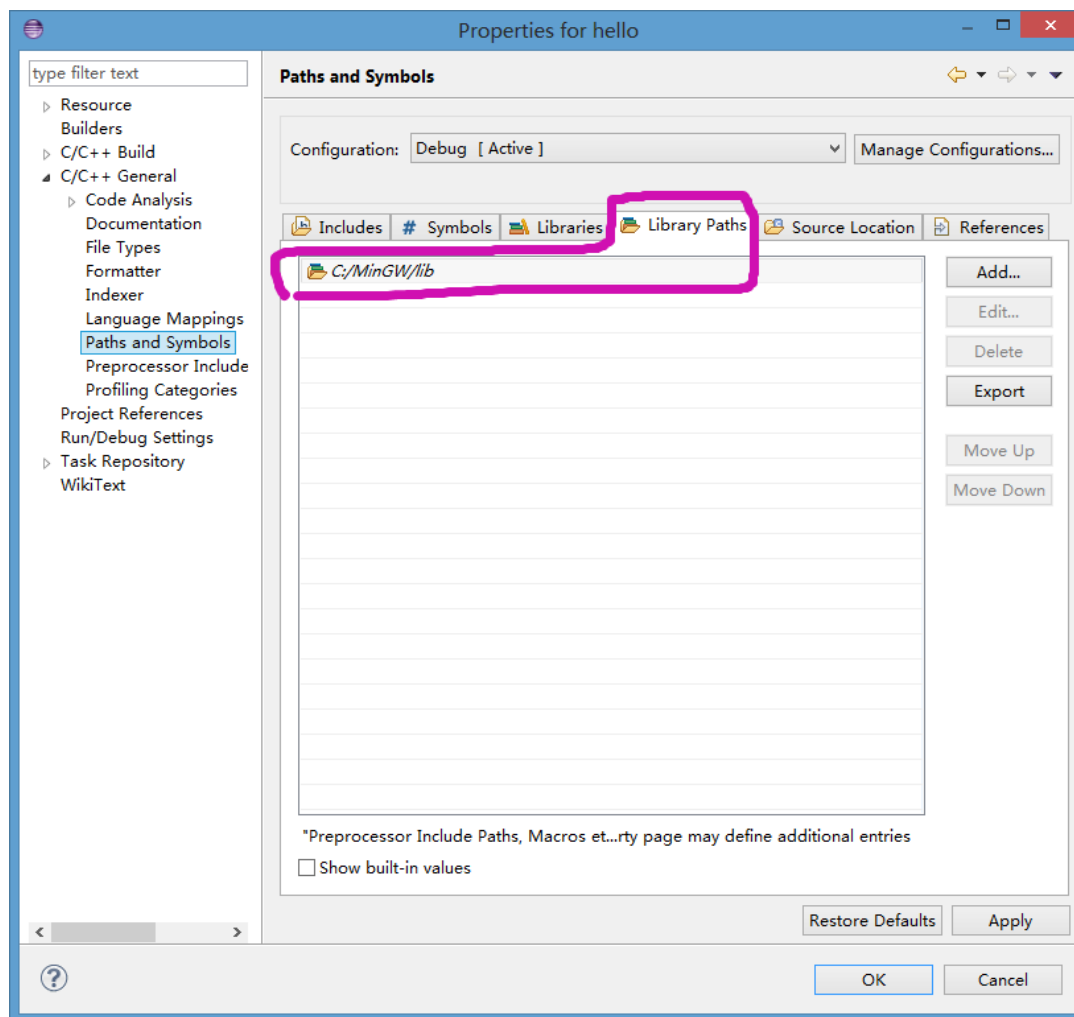 Properties for hello
type filter text
Resource
Builders
C/C++ Build
C/C++ General
Code Analysis
Documentation
File Types
Formatter
Indexer
Language Mappings
Paths and Symbols
Preprocessor Include
Profiling Categories
Project References
Run/Debug Settings
Task Repository
WikiText
Paths and Symbols
Configuration: Debug [ Active ] Manage Configurations...
Includes # Symbols Libraries Library Paths Source Location References
C:/MinGW/lib
Add...
Edit...
Delete
Export
Move Up
Move Down
"Preprocessor Include Paths, Macros et...rty page may define additional entries
Show built-in values
Restore Defaults Apply
? OK Cancel